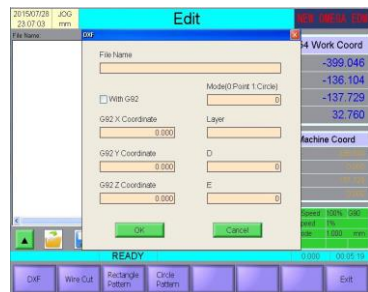 2015/07/28 JOG
23:07:03 mm
Edit
NEW OMEGA EDM
File Name:
DXF
File Name
With G92
Mode(0:Point 1:Circle)
0
G92 X Coordinate
0.000
Layer
G92 Y Coordinate
0.000
D
0
G92 Z Coordinate
0.000
E
0
OK
Cancel
54 Work Coord
-399.046
-136.104
-137.729
32.760
Machine Coord
Speed 100% G90
1%
1.000 mm
READY
0.000 00:05:19
DXF
Wire Cut
Rectangle Pattern
Circle Pattern
Exit